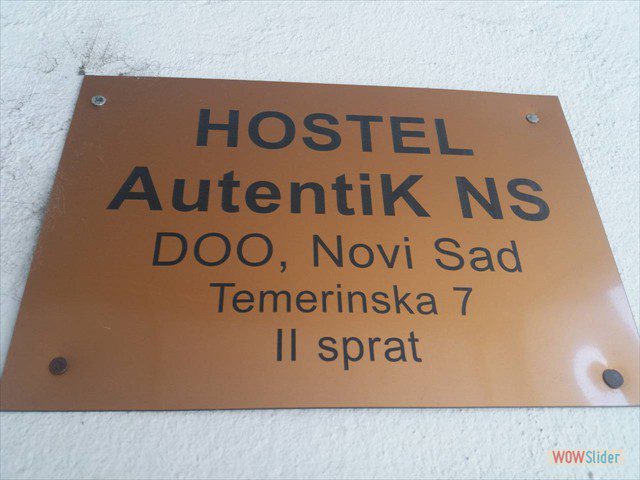 HOSTEL
AutentiK NS
DOO, Novi Sad
Temerinska 7
II sprat
WOWSlider